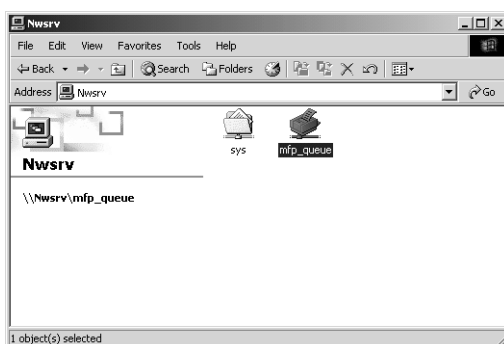 Nwsrv
File Edit View Favorites Tools Help
Back Search Folders
Address Nwsrv Go
sys mfp_queue
Nwsrv
\\Nwsrv\mfp_queue
1 object(s) selected